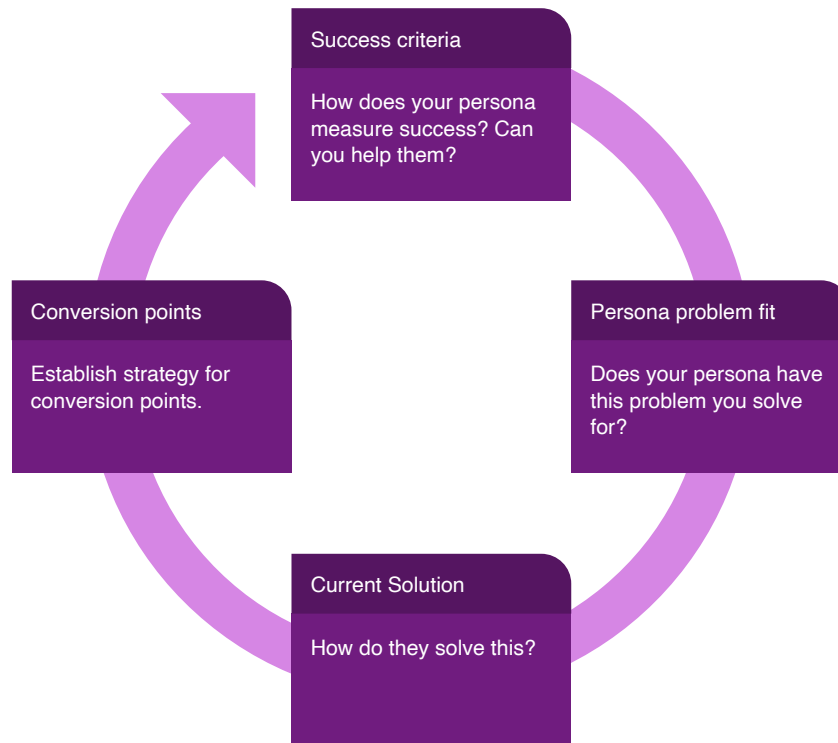 Success criteria
How does your persona
measure success? Can
you help them?
Conversion points
Establish strategy for
conversion points.
Persona problem fit
Does your persona have
this problem you solve
for?
Current Solution
How do they solve this?